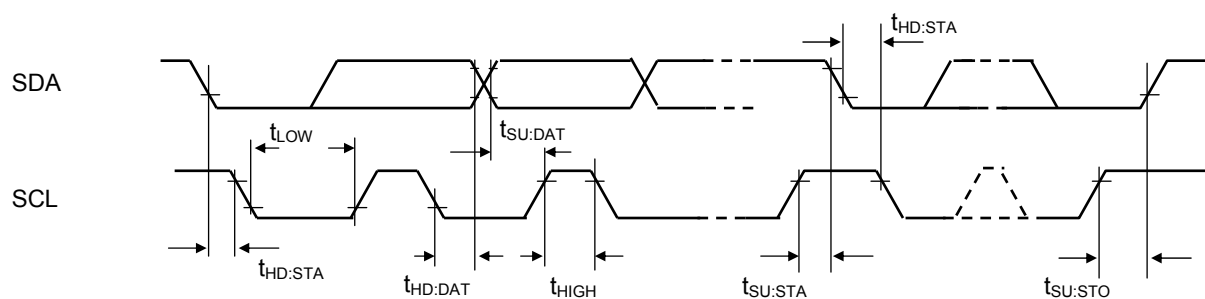 t_HD:STA
SDA
t_LOW
t_SU:DAT
SCL
t_HD:STA
t_HD:DAT
t_HIGH
t_SU:STA
t_SU:STO